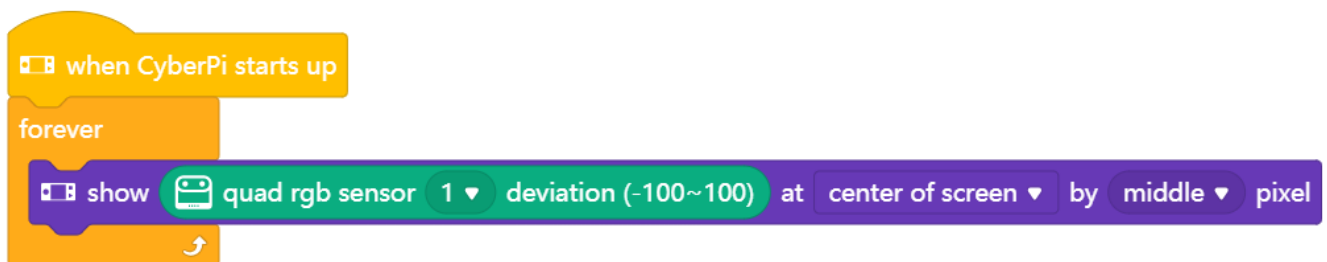 when CyberPi starts up
forever
show quad rgb sensor 1 ▼ deviation (-100~100) at center of screen ▼ by middle ▼ pixel